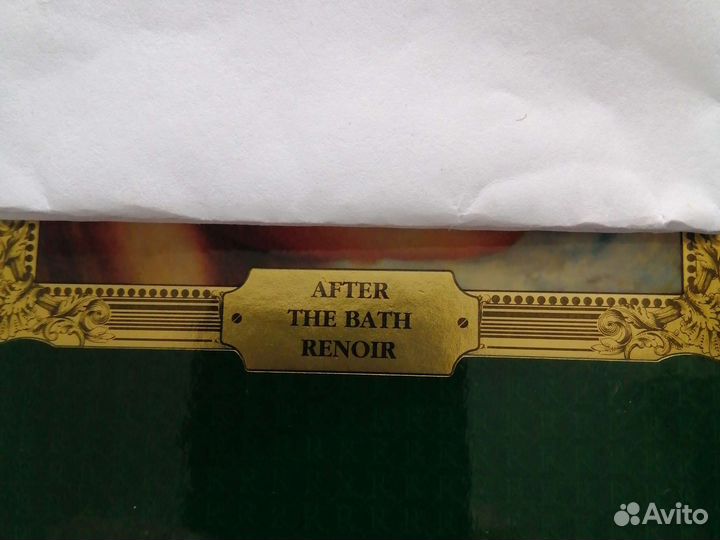 AFTER
THE BATH
RENOIR
Avito